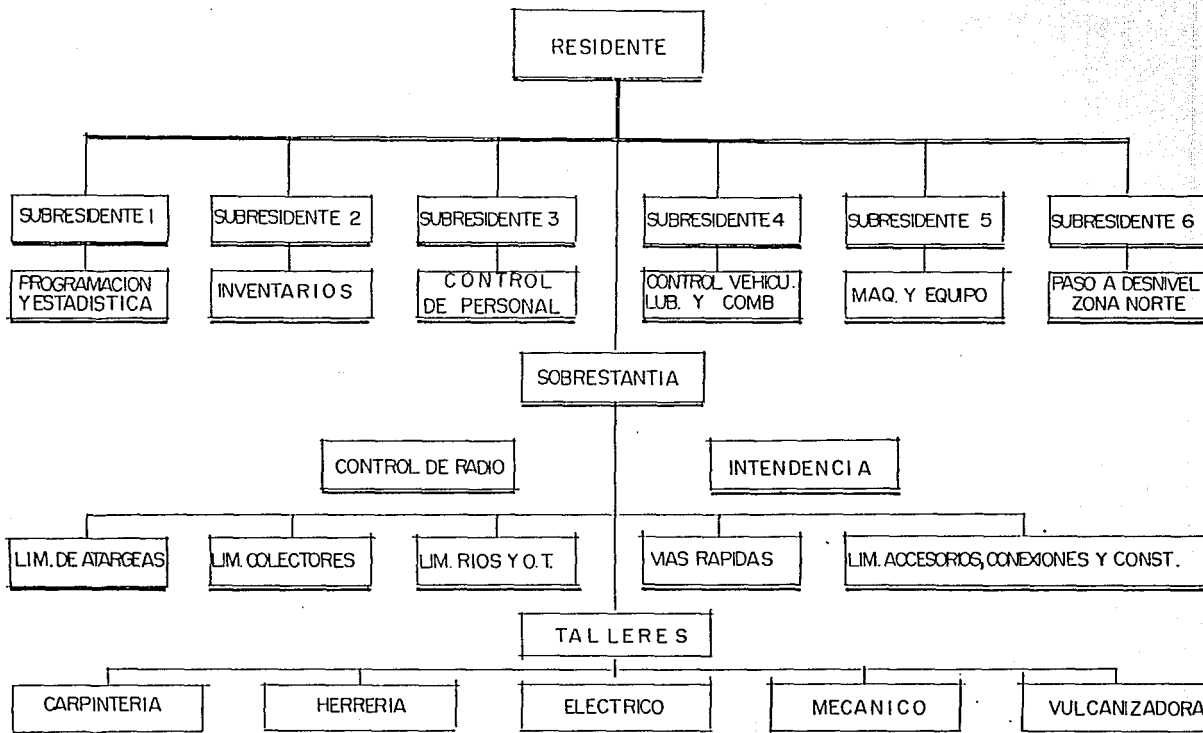 RESIDENTE
SUBRESIDENTE 1
SUBRESIDENTE 2
SUBRESIDENTE 3
SUBRESIDENTE 4
SUBRESIDENTE 5
SUBRESIDENTE 6
PROGRAMACION
Y ESTADISTICA
INVENTARIOS
CONTROL
DE PERSONAL
CONTROL VEHICU.
LUB. Y COMB
MAQ. Y EQUIPO
PASO A DESNIVEL
ZONA NORTE
SOBRESTANTIA
CONTROL DE RADIO
INTENDENCIA
LIM. DE ATARGEAS
LIM. COLECTORES
LIM. RIOS Y O.T.
VIAS RAPIDAS
LIM. ACCESORIOS, CONEXIONES Y CONST.
TALLERES
CARPINTERIA
HERRERIA
ELECTRICO
MECANICO
VULCANIZADORA